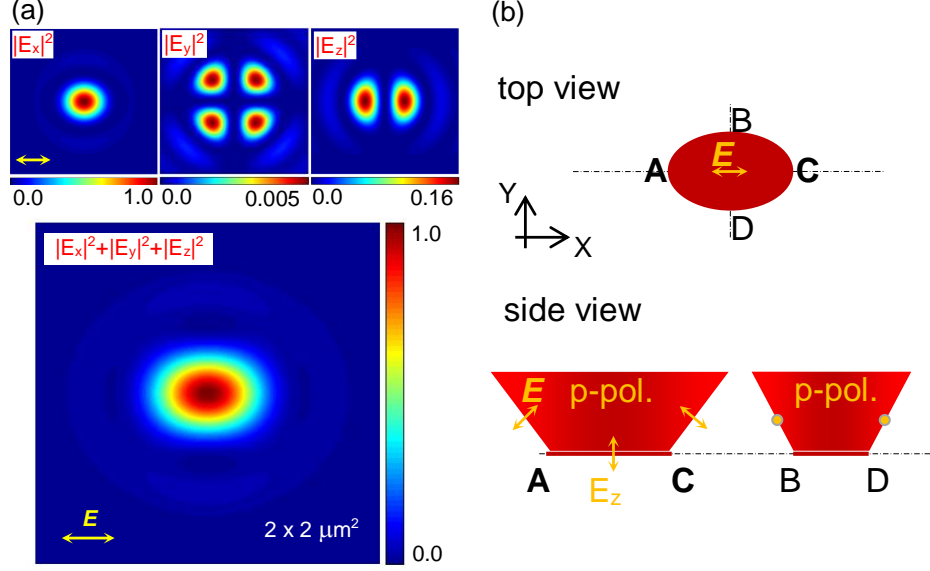 (a)
|Ex|²
|Ey|²
|Ez|²
0.0 1.0
0.0 0.005
0.0 0.16
|Ex|²+|Ey|²+|Ez|²
1.0
E
2 x 2 μm²
0.0
(b)
top view
B
E
A
C
D
Y
X
side view
E
p-pol.
p-pol.
A
Ez
C
B
D